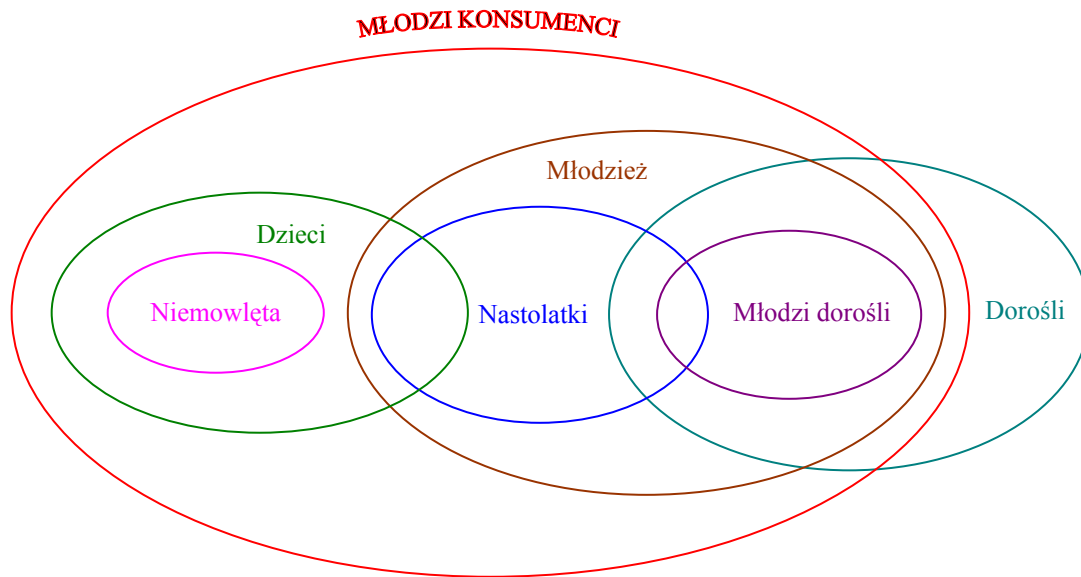 MŁODZI KONSUMENCI
Młodzież
Dzieci
Niemowlęta
Nastolatki
Młodzi dorośli
Dorośli